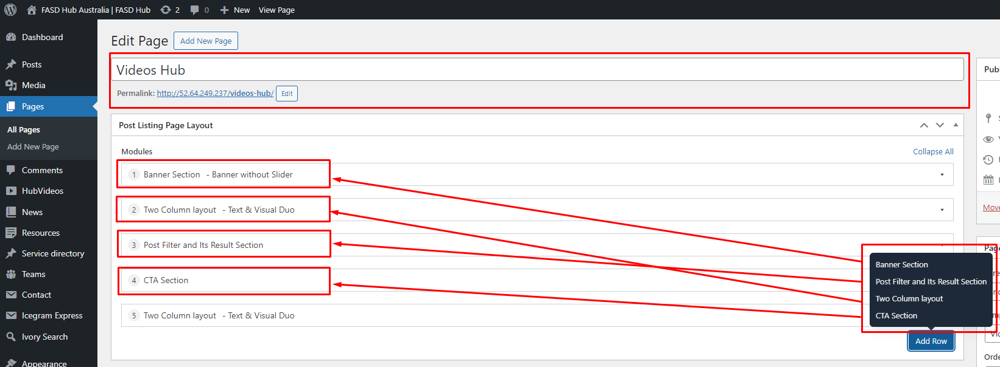 FASD Hub Australia | FASD Hub 2 0 New View Page
Dashboard
Posts
Media
Pages
All Pages
Add New Page
Comments
HubVideos
News
Resources
Service directory
Teams
Contact
Icegram Express
Ivory Search
Appearance
Edit Page Add New Page
Videos Hub
Permalink: http://52.64.249.237/videos-hub/ Edit
Post Listing Page Layout
Modules Collapse All
1 Banner Section - Banner without Slider
2 Two Column layout - Text & Visual Duo
3 Post Filter and Its Result Section
4 CTA Section
5 Two Column layout - Text & Visual Duo
Banner Section
Post Filter and Its Result Section
Two Column layout
CTA Section
Add Row
Publ
Move
Page
Orde